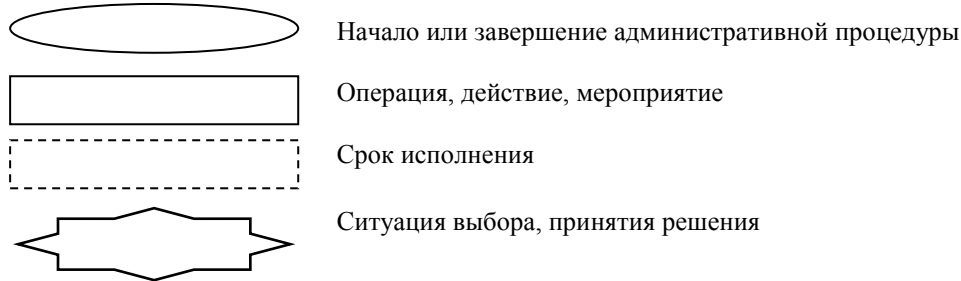 Начало или завершение административной процедуры
Операция, действие, мероприятие
Срок исполнения
Ситуация выбора, принятия решения